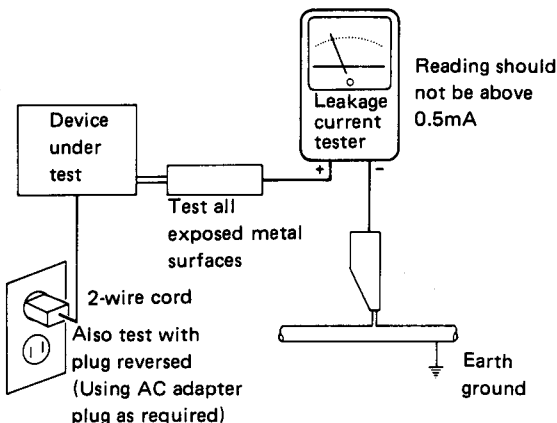 Device
under
test
Leakage
current
tester
+
-
Reading should
not be above
0.5mA
Test all
exposed metal
surfaces
2-wire cord
Also test with
plug reversed
(Using AC adapter
plug as required)
Earth
ground